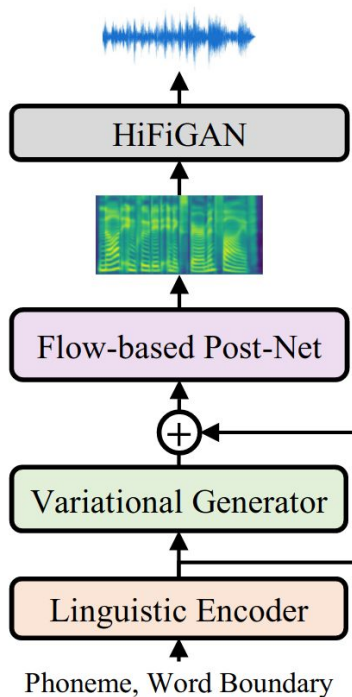 HiFiGAN
Flow-based Post-Net
+
Variational Generator
Linguistic Encoder
Phoneme, Word Boundary